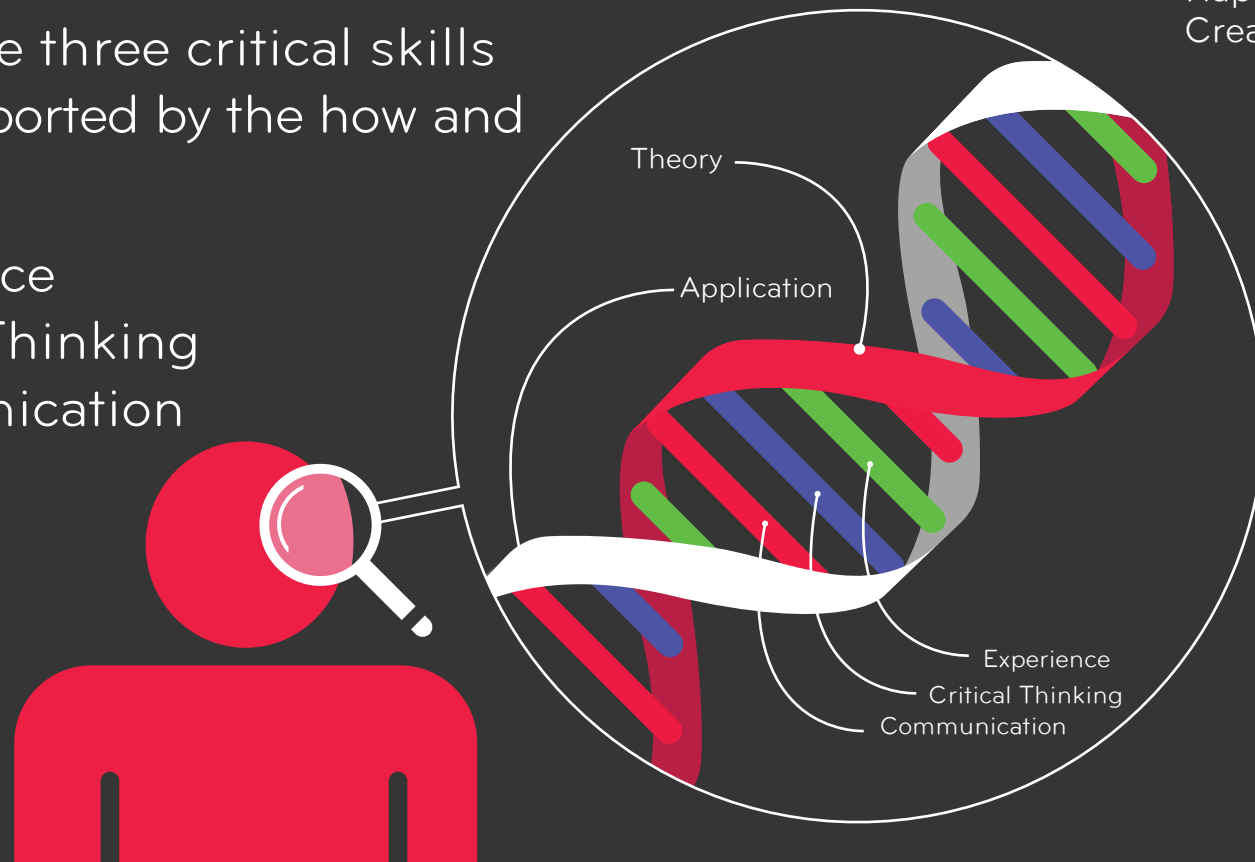 e three critical skills
ported by the how and
ce
Thinking
nication
Crea
Theory
Application
Experience
Critical Thinking
Communication